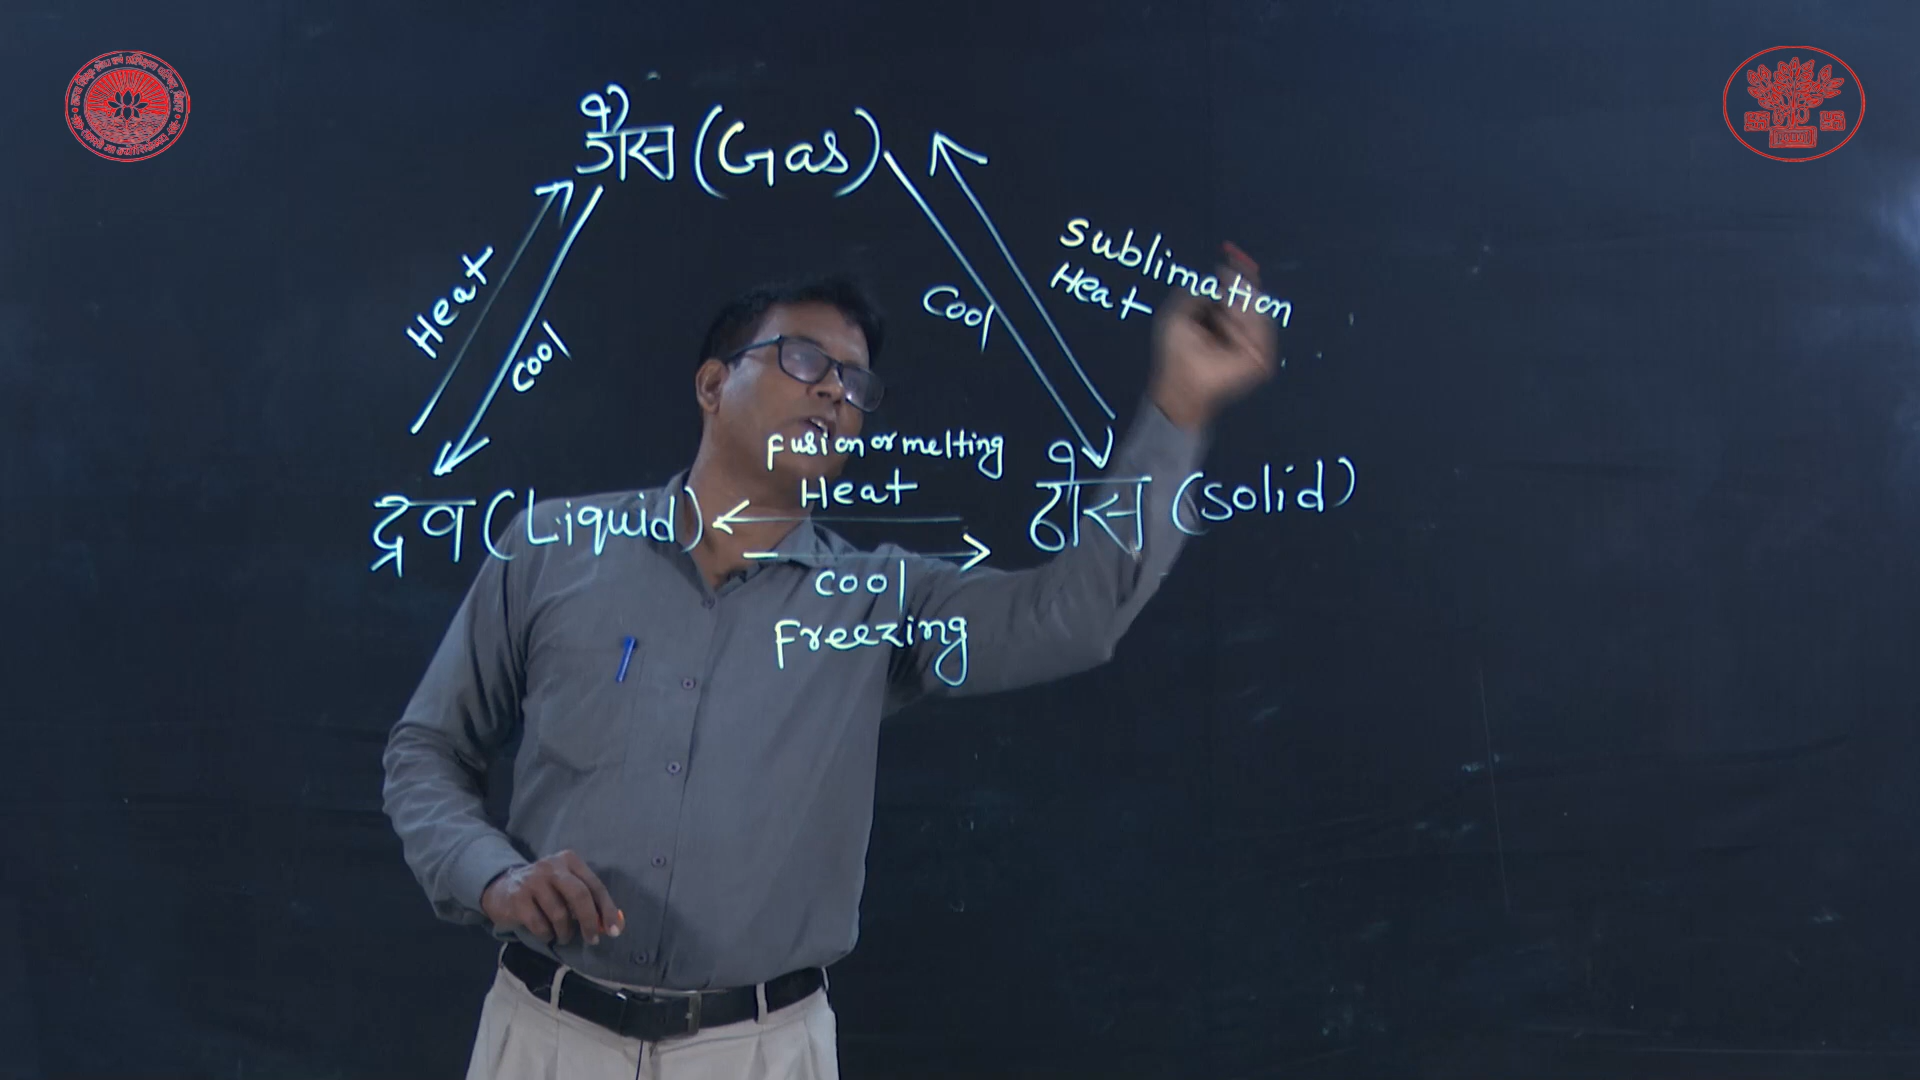 गैस (Gas)
sublimation
Heat
Heat
Cool
Cool
Fusion or melting
Heat
द्रव (Liquid)
ठोस (Solid)
Cool
Freezing